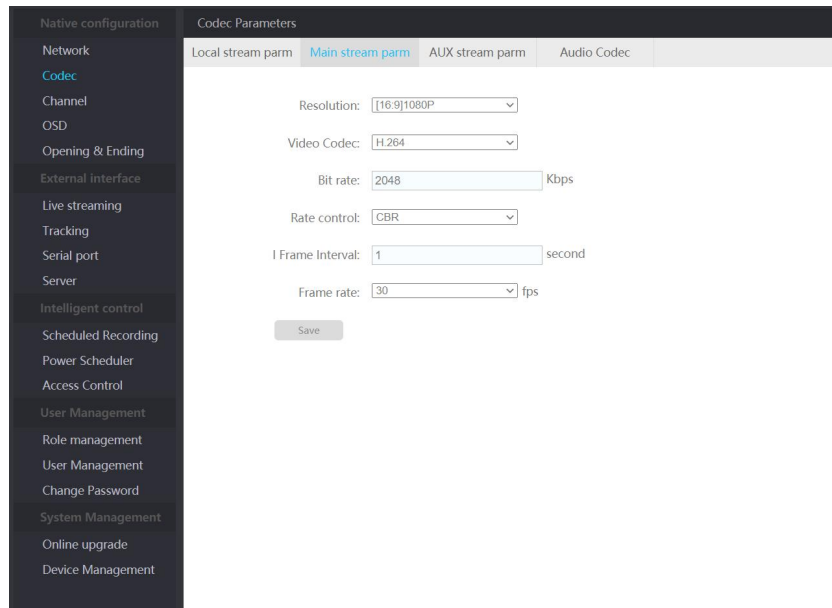 Native configuration
Network
Codec
Channel
OSD
Opening & Ending
External interface
Live streaming
Tracking
Serial port
Server
Intelligent control
Scheduled Recording
Power Scheduler
Access Control
User Management
Role management
User Management
Change Password
System Management
Online upgrade
Device Management
Codec Parameters
Local stream parm Main stream parm AUX stream parm Audio Codec
Resolution: [16:9]1080P
Video Codec: H.264
Bit rate: 2048 Kbps
Rate control: CBR
I Frame Interval: 1 second
Frame rate: 30 fps
Save